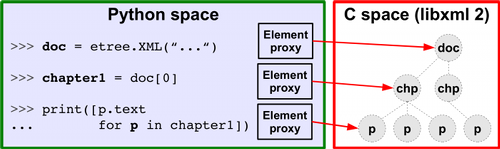 Python space
>>> doc = etree.XML(“...“)
>>> chapter1 = doc[0]
>>> print([p.text
...        for p in chapter1])
Element
proxy
Element
proxy
Element
proxy
C space (libxml 2)
doc
chp chp
p p p p